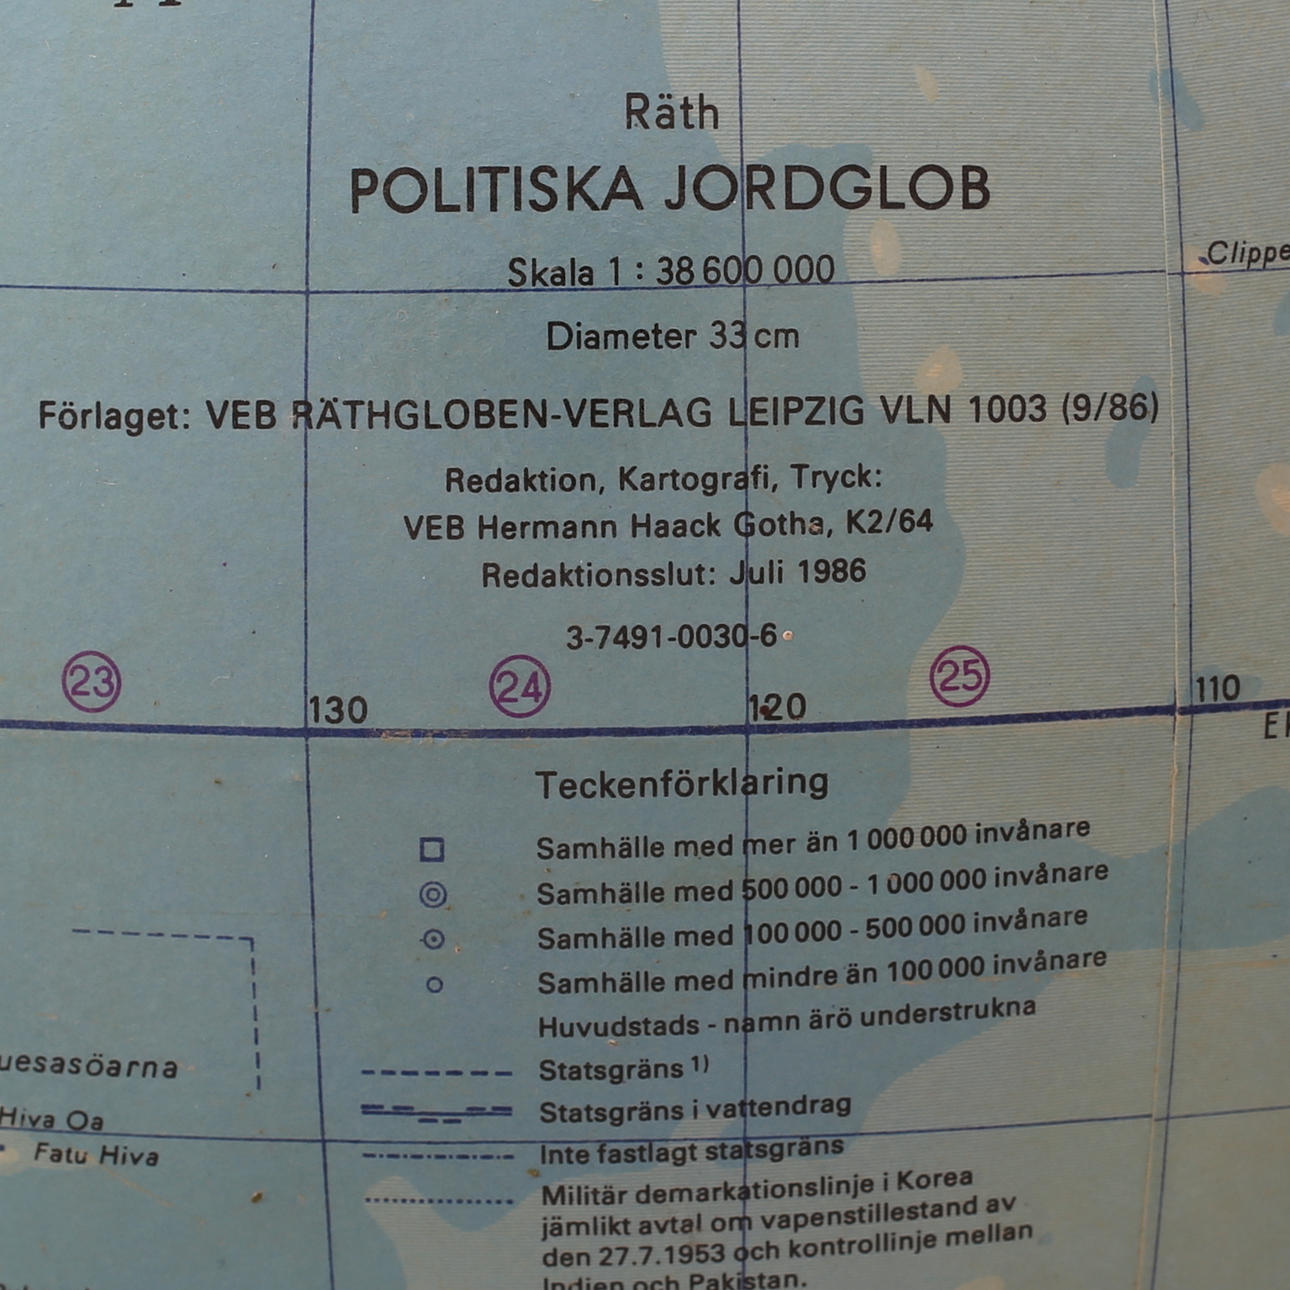 Räth
POLITISKA JORDGLOB
Clippe
Skala 1 : 38 600 000
Diameter 33 cm
Förlaget: VEB RÄTHGLOBEN-VERLAG LEIPZIG VLN 1003 (9/86)
Redaktion, Kartografi, Tryck:
VEB Hermann Haack Gotha, K2/64
Redaktionsslut: Juli 1986
3-7491-0030-6
23 24 25
130 120 110
Teckenförklaring
Samhälle med mer än 1 000 000 invånare
Samhälle med 500 000 - 1 000 000 invånare
Samhälle med 100 000 - 500 000 invånare
Samhälle med mindre än 100 000 invånare
Huvudstads - namn ärö understrukna
uesasöarna
Statsgräns 1)
Hiva Oa
Statsgräns i vattendrag
Fatu Hiva
Inte fastlagt statsgräns
Militär demarkationslinje i Korea
jämlikt avtal om vapenstillestand av
den 27.7.1953 och kontrollinje mellan
Indien och Pakistan.